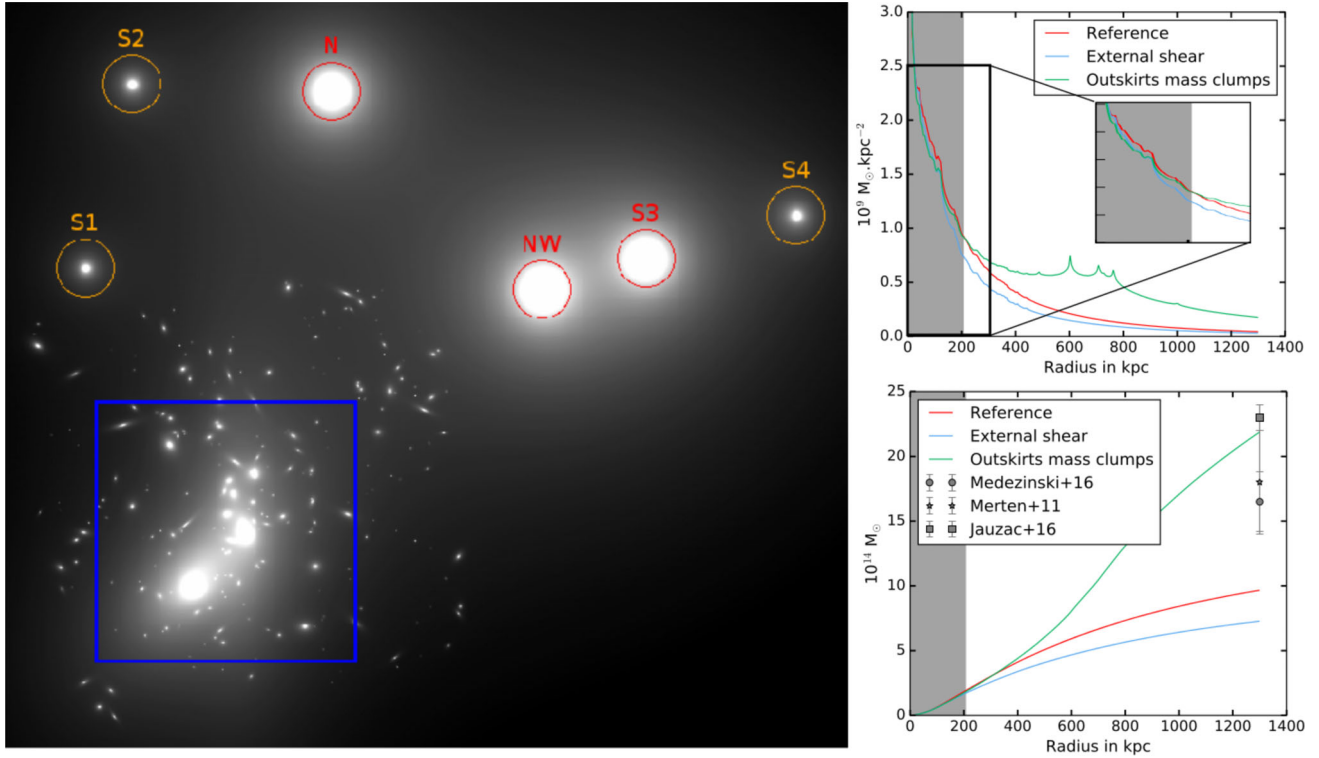 S2
N
S1
NW
S3
S4
3.0
2.5
2.0
1.5
1.0
0.5
0.0
10⁹ M⊙.kpc⁻²
Reference
External shear
Outskirts mass clumps
0 200 400 600 800 1000 1200 1400
Radius in kpc
25
20
15
10
5
0
10¹⁴ M⊙
Reference
External shear
Outskirts mass clumps
Medezinski+16
Merten+11
Jauzac+16
0 200 400 600 800 1000 1200 1400
Radius in kpc